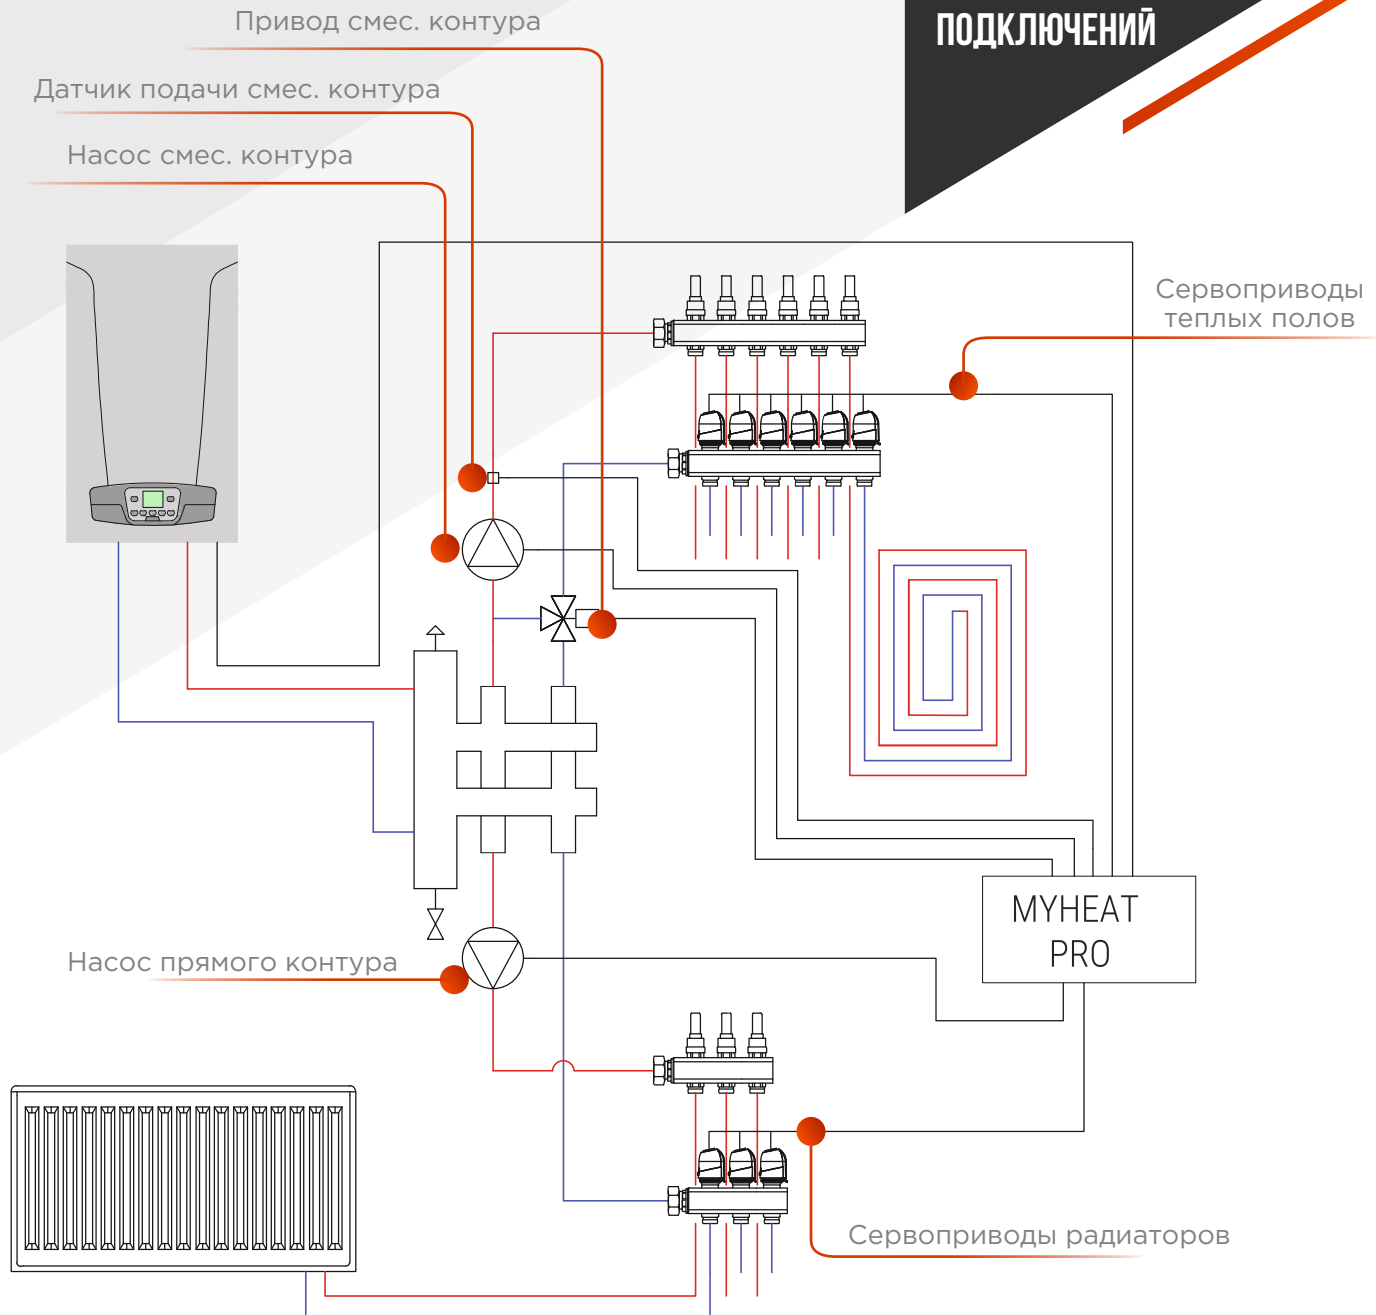 Привод смес. контура
ПОДКЛЮЧЕНИЙ
Датчик подачи смес. контура
Насос смес. контура
Сервоприводы
теплых полов
MYHEAT
PRO
Насос прямого контура
Сервоприводы радиаторов